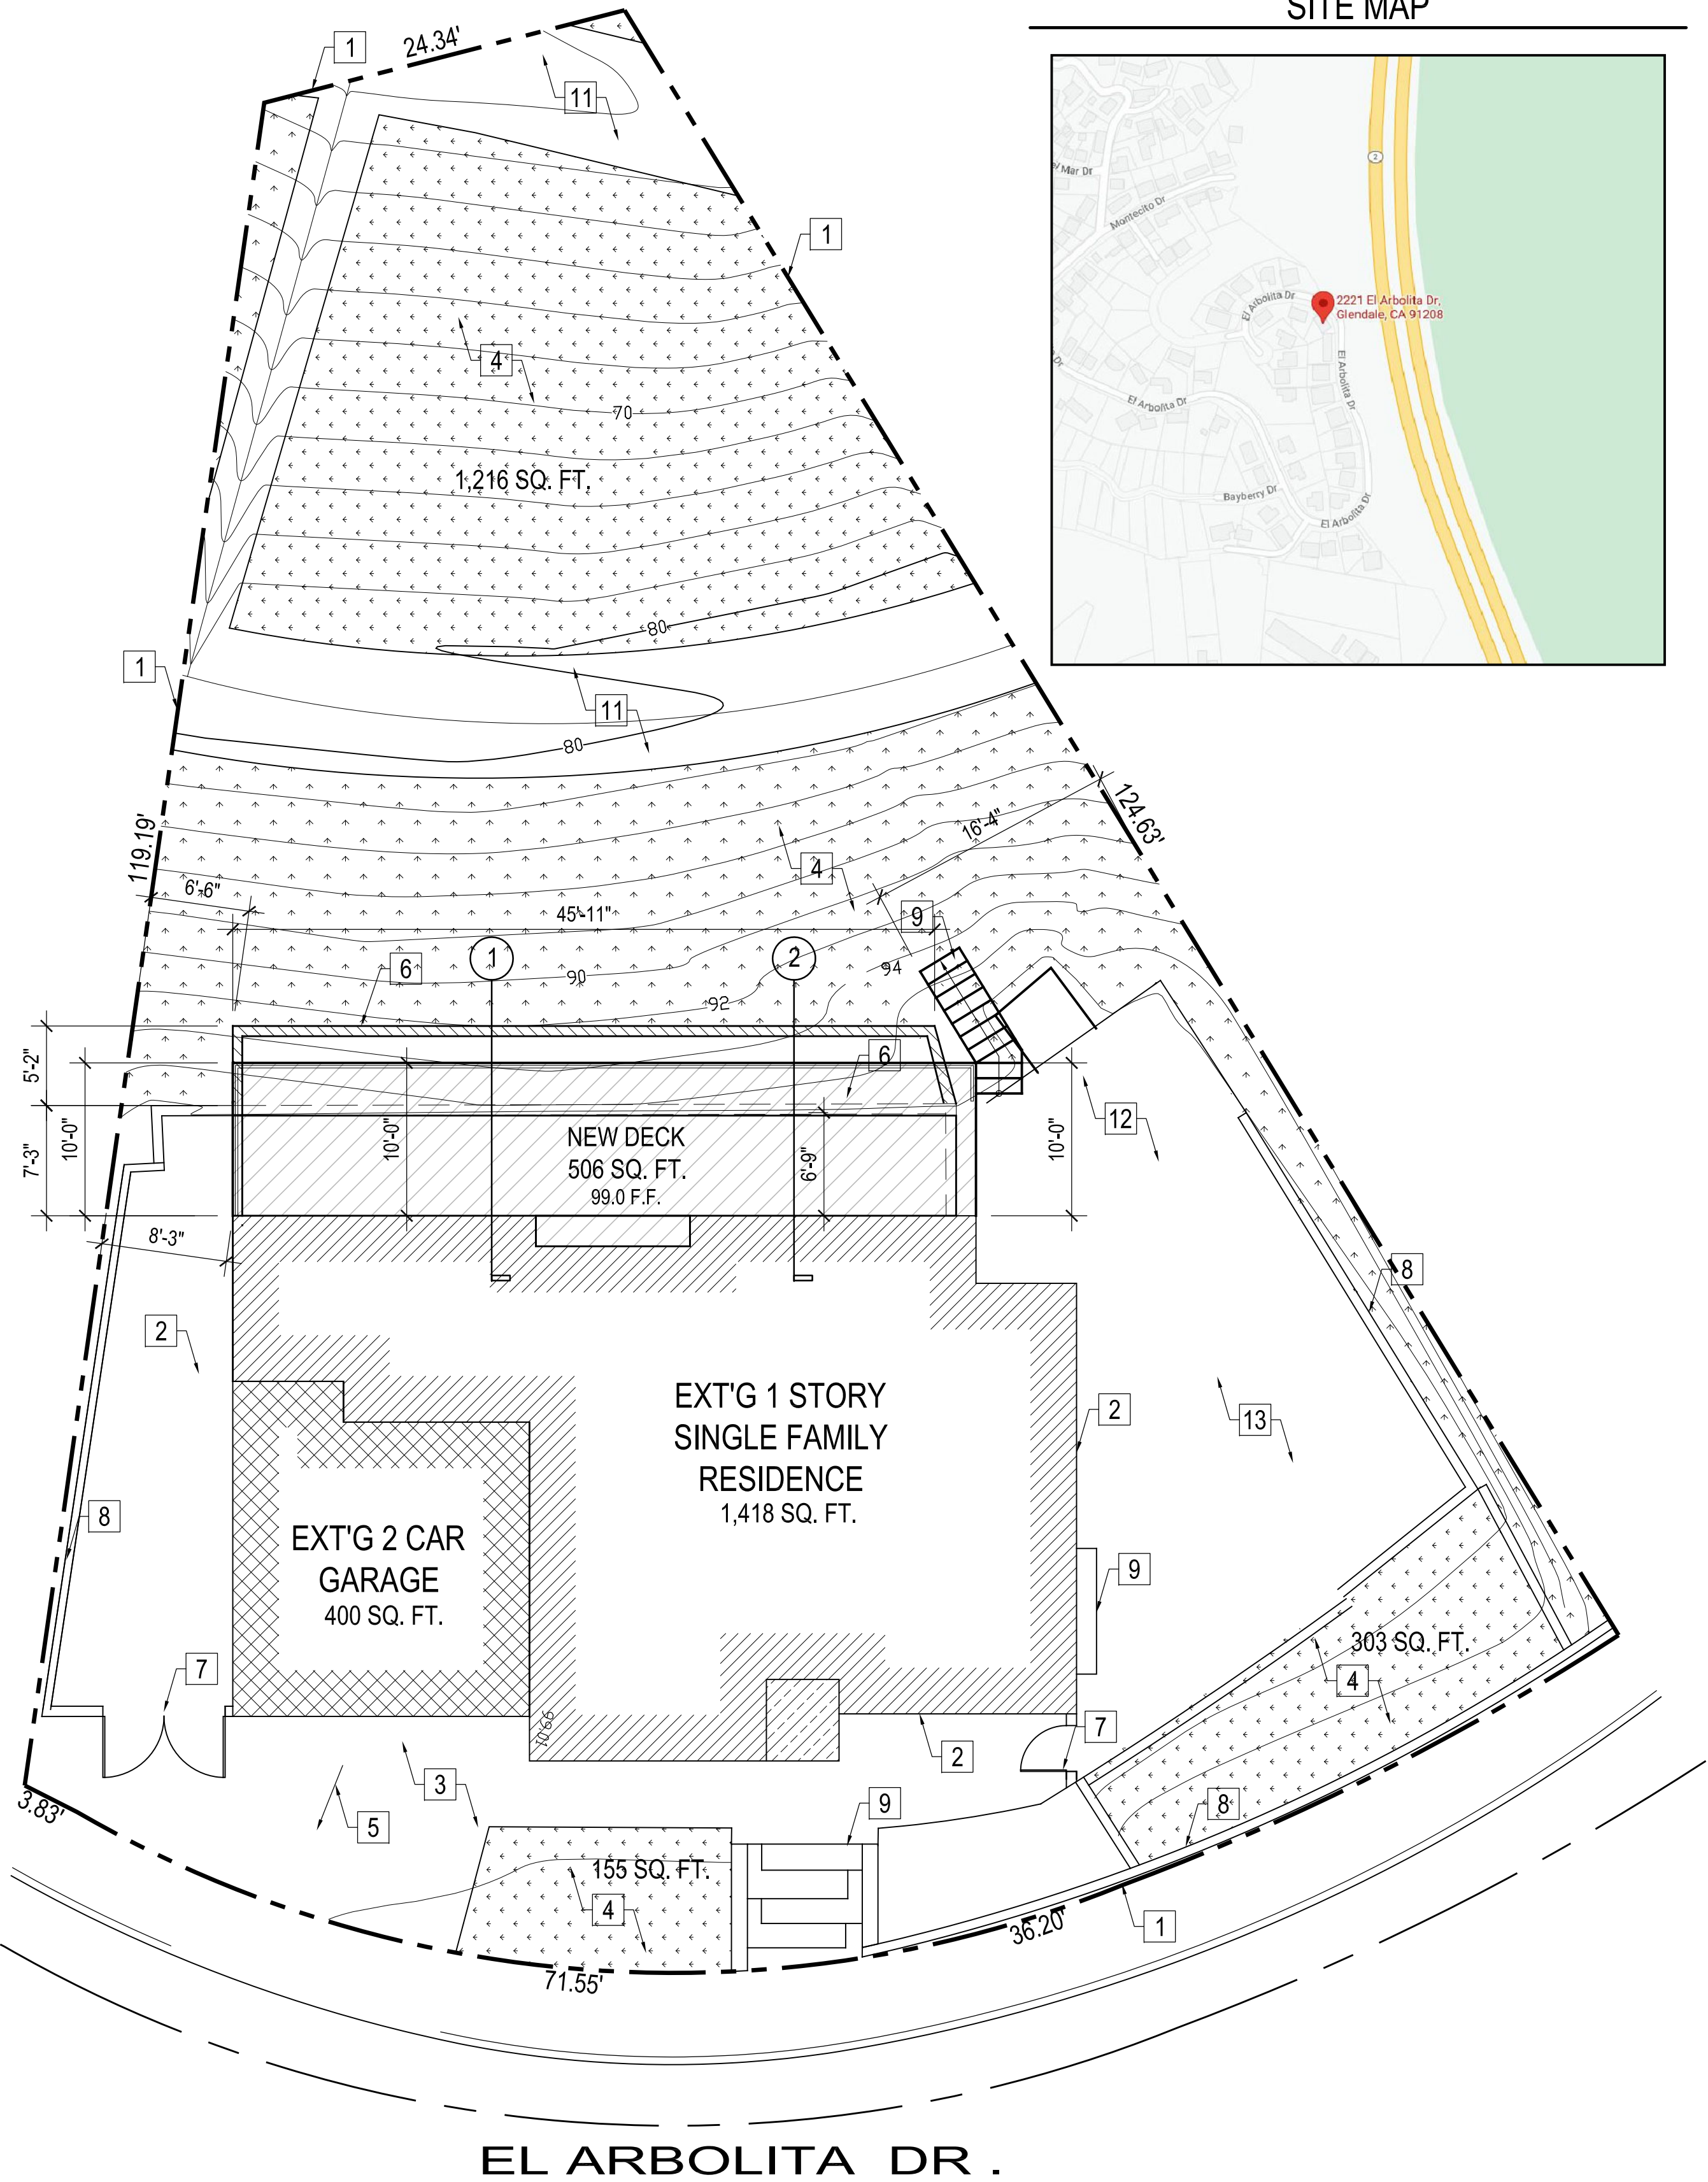 SITE MAP
1
24.34'
11
2
el Mar Dr
Montecito Dr
1
El Arbolita Dr
2221 El Arbolita Dr,
Glendale, CA 91208
El Arbolita Dr
4
Dr
El Arbolita Dr
70
1,216 SQ. FT.
Bayberry Dr
El Arbolita Dr
80
1
11
80
124.63'
119.19'
16'-4"
4
6'-6"
45'-11"
9
1
2
6
94
90
92
5'-2"
6
10'-0"
12
7'-3"
10'-0"
10'-0"
NEW DECK
506 SQ. FT.
99.0 F.F.
6'-9"
8'-3"
8
2
EXT'G 1 STORY
SINGLE FAMILY
RESIDENCE
1,418 SQ. FT.
2
13
8
EXT'G 2 CAR
GARAGE
400 SQ. FT.
9
303 SQ. FT.
4
7
99.01
7
2
3
9
8
3.83'
5
155 SQ. FT.
4
36.20'
1
71.55'
EL ARBOLITA DR .